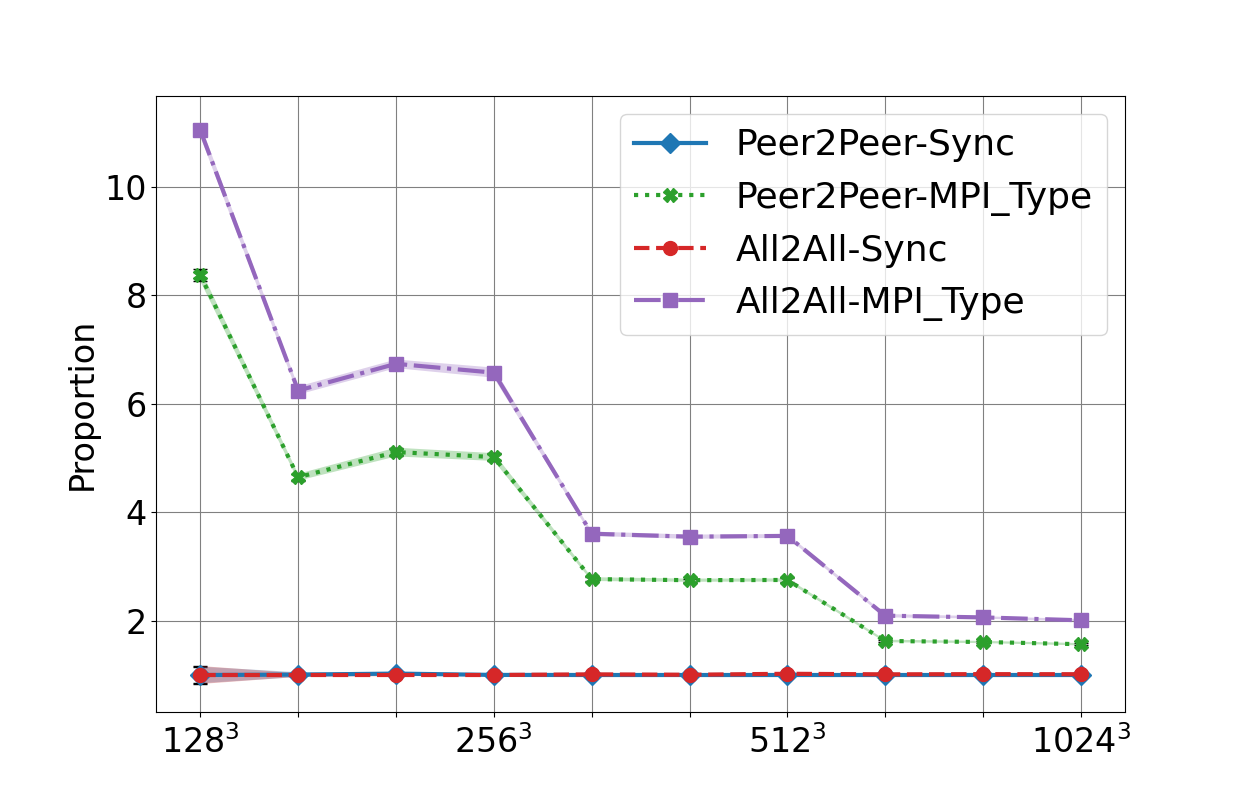 Peer2Peer-Sync
Peer2Peer-MPI_Type
All2All-Sync
All2All-MPI_Type
Proportion
10
8
6
4
2
128³
256³
512³
1024³